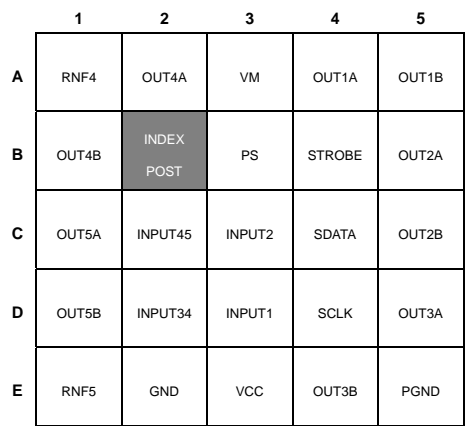 1 2 3 4 5
A RNF4 OUT4A VM OUT1A OUT1B
B OUT4B INDEX POST PS STROBE OUT2A
C OUT5A INPUT45 INPUT2 SDATA OUT2B
D OUT5B INPUT34 INPUT1 SCLK OUT3A
E RNF5 GND VCC OUT3B PGND